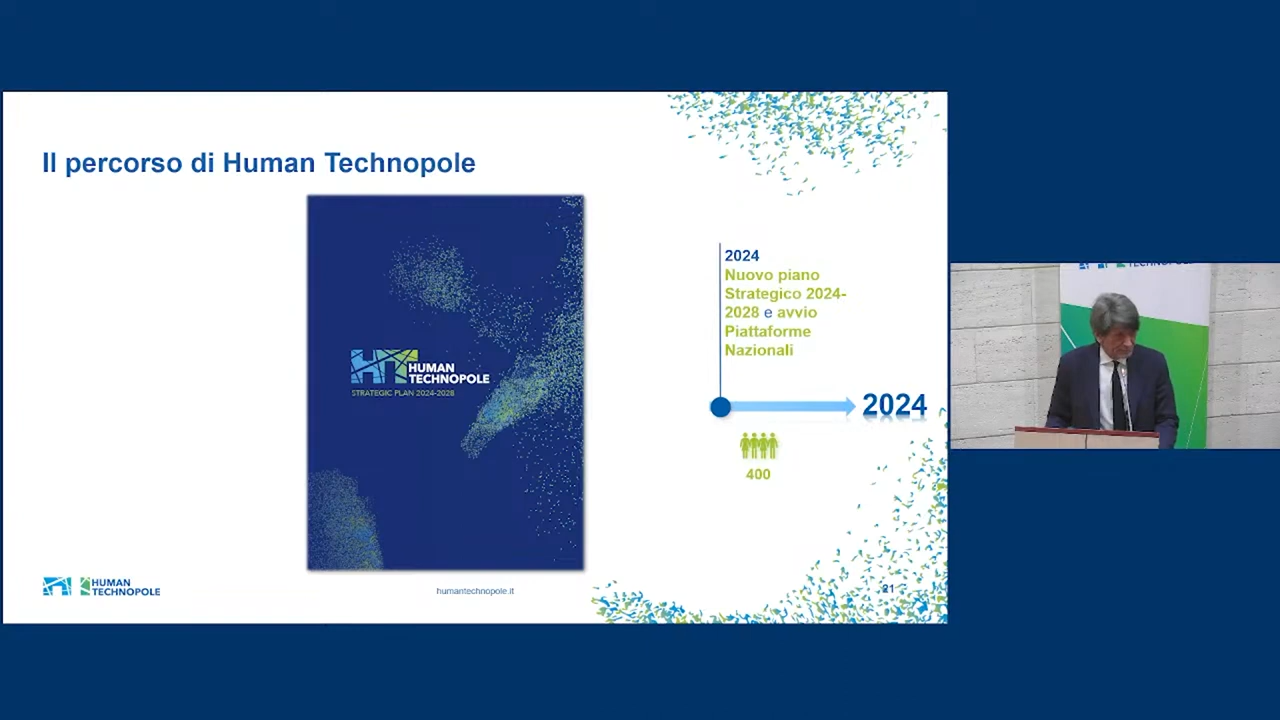 Il percorso di Human Technopole
HUMAN
TECHNOPOLE
STRATEGIC PLAN 2024-2028
2024
Nuovo piano
Strategico 2024-
2028 e avvio
Piattaforme
Nazionali
2024
400
HUMAN
TECHNOPOLE
humantechnopole.it
21